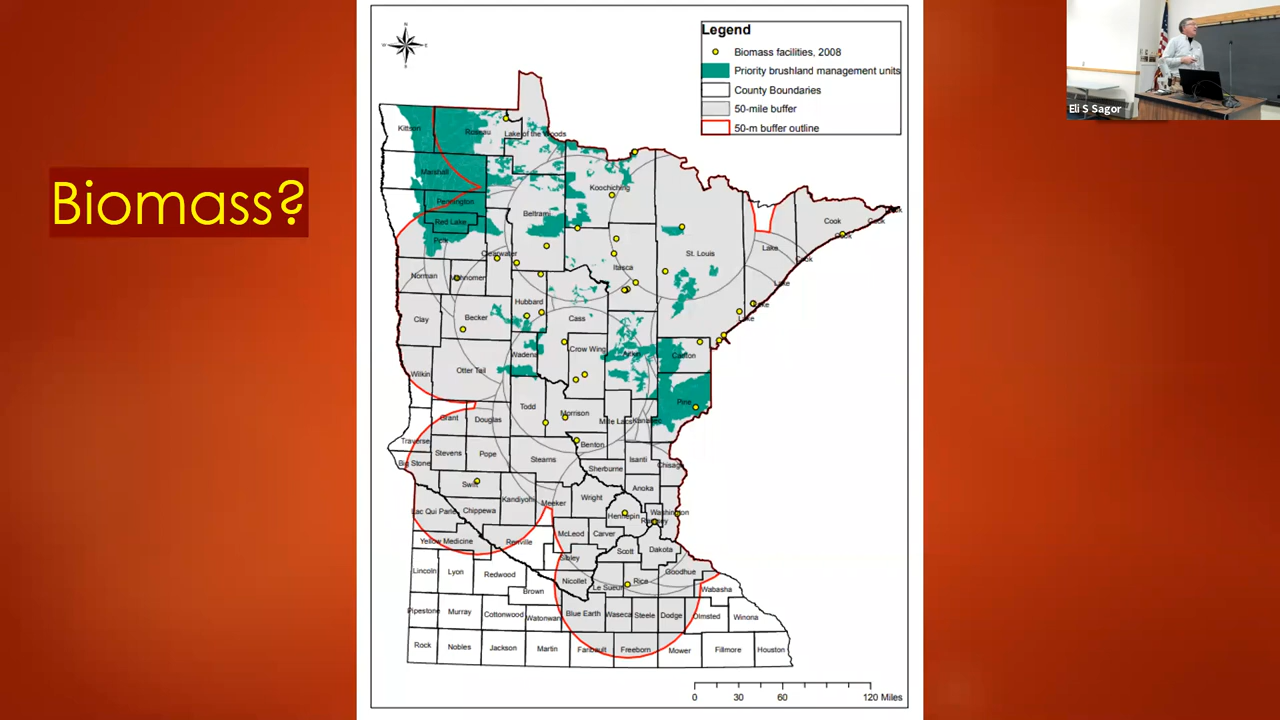 Biomass?
N
W
E
S
Legend
Biomass facilities, 2008
Priority brushland management units
County Boundaries
50-mile buffer
50-m buffer outline
Eli S Sagor
Kittson
Roseau
Lake of the Woods
Marshall
Koochiching
Pennington
Beltrami
Red Lake
Polk
Cook
Cook
Cook
Clearwater
St. Louis
Lake
Cook
Itasca
Norman
Mahnomen
Lake
Hubbard
Lake
Clay
Becker
Cass
Lake
Wadena
Crow Wing
Aitkin
Carlton
Wilkin
Otter Tail
Todd
Pine
Grant
Douglas
Morrison
Mille Lacs
Kanabec
Traverse
Stevens
Pope
Stearns
Benton
Big Stone
Sherburne
Isanti
Chisago
Swift
Anoka
Kandiyohi
Meeker
Wright
Lac Qui Parle
Chippewa
Hennepin
Washington
Ramsey
Yellow Medicine
Renville
McLeod
Carver
Scott
Dakota
Sibley
Lincoln
Lyon
Redwood
Nicollet
Le Sueur
Rice
Goodhue
Brown
Wabasha
Pipestone
Murray
Cottonwood
Watonwan
Blue Earth
Waseca
Steele
Dodge
Olmsted
Winona
Rock
Nobles
Jackson
Martin
Faribault
Freeborn
Mower
Fillmore
Houston
0 30 60 120 Miles